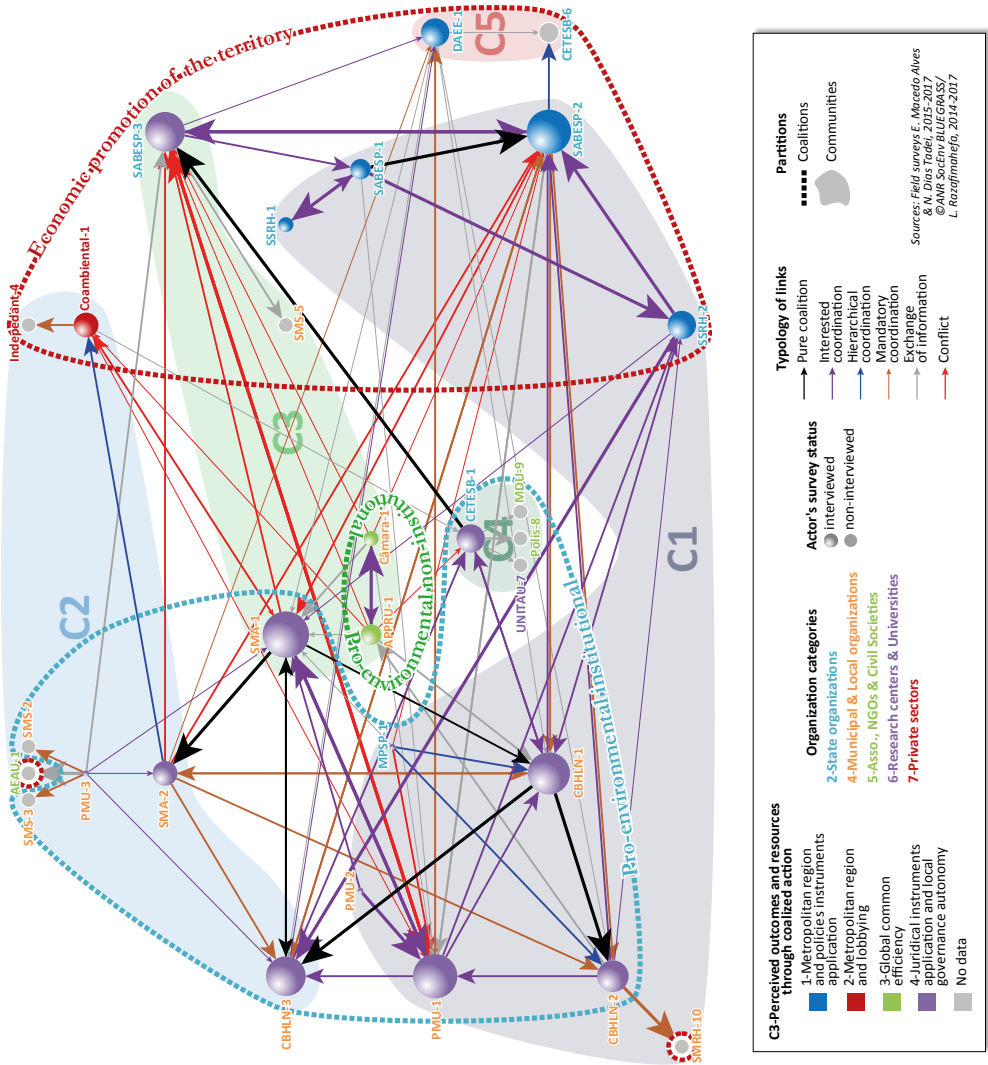 Economic promotion of the territory
Pro-environmental non-institutional
Pro-environmental institutional
C1
C2
C3
C4
C5
DAEE-1
CETESB-6
SABESP-3
SABESP-2
SABESP-1
SSRH-1
Indepedant-4
Coambiental-1
SMS-5
SSRH-2
CETESB-1
MDU-9
Pólis-8
UNITAU-7
Câmara-1
APPRU-1
SMA-1
MPSP-1
SMS-2
AEAU-1
SMS-3
PMU-3
SMA-2
CBHLN-1
PMU-2
CBHLN-3
PMU-1
CBHLN-2
SMRH-10
C3-Perceived outcomes and resources
through coalized action
1-Metropolitan region
and policies instruments
application
2-Metropolitan region
and lobbying
3-Global common
efficiency
4-Juridical instruments
application and local
governance autonomy
No data
Organization categories
2-State organizations
4-Municipal & Local organizations
5-Asso., NGOs & Civil Societies
6-Research centers & Universities
7-Private sectors
Actor's survey status
interviewed
non-interviewed
Typology of links
Pure coalition
Interested
coordination
Hierarchical
coordination
Mandatory
coordination
Exchange
of information
Conflict
Partitions
Coalitions
Communities
Sources: Field surveys E. Macedo Alves
& N. Dias Tadei, 2015-2017
©ANR SocEnv BLUEGRASS/
L. Razafimahefa, 2014-2017